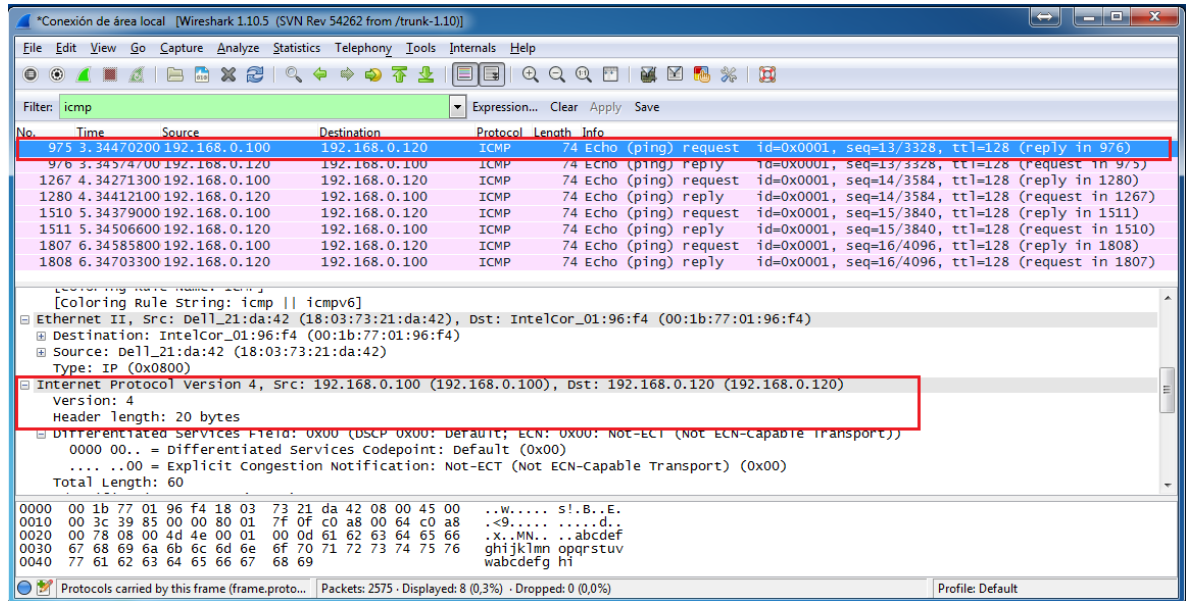 *Conexión de área local   [Wireshark 1.10.5  (SVN Rev 54262 from /trunk-1.10)]
File  Edit  View  Go  Capture  Analyze  Statistics  Telephony  Tools  Internals  Help
Filter: icmp  Expression...  Clear  Apply  Save
No.  Time  Source  Destination  Protocol  Length  Info
975 3.34470200 192.168.0.100 192.168.0.120 ICMP 74 Echo (ping) request  id=0x0001, seq=13/3328, ttl=128 (reply in 976)
976 3.34574700 192.168.0.120 192.168.0.100 ICMP 74 Echo (ping) reply  id=0x0001, seq=13/3328, ttl=128 (request in 975)
1267 4.34271300 192.168.0.100 192.168.0.120 ICMP 74 Echo (ping) request  id=0x0001, seq=14/3584, ttl=128 (reply in 1280)
1280 4.34412100 192.168.0.120 192.168.0.100 ICMP 74 Echo (ping) reply  id=0x0001, seq=14/3584, ttl=128 (request in 1267)
1510 5.34379000 192.168.0.100 192.168.0.120 ICMP 74 Echo (ping) request  id=0x0001, seq=15/3840, ttl=128 (reply in 1511)
1511 5.34506600 192.168.0.120 192.168.0.100 ICMP 74 Echo (ping) reply  id=0x0001, seq=15/3840, ttl=128 (request in 1510)
1807 6.34585800 192.168.0.100 192.168.0.120 ICMP 74 Echo (ping) request  id=0x0001, seq=16/4096, ttl=128 (reply in 1808)
1808 6.34703300 192.168.0.120 192.168.0.100 ICMP 74 Echo (ping) reply  id=0x0001, seq=16/4096, ttl=128 (request in 1807)
[Coloring Rule Name: ICMP]
[Coloring Rule String: icmp || icmpv6]
Ethernet II, Src: Dell_21:da:42 (18:03:73:21:da:42), Dst: IntelCor_01:96:f4 (00:1b:77:01:96:f4)
Destination: IntelCor_01:96:f4 (00:1b:77:01:96:f4)
Source: Dell_21:da:42 (18:03:73:21:da:42)
Type: IP (0x0800)
Internet Protocol Version 4, Src: 192.168.0.100 (192.168.0.100), Dst: 192.168.0.120 (192.168.0.120)
Version: 4
Header length: 20 bytes
Differentiated Services Field: 0x00 (DSCP 0x00: Default; ECN: 0x00: Not-ECT (Not ECN-Capable Transport))
0000 00.. = Differentiated Services Codepoint: Default (0x00)
.... ..00 = Explicit Congestion Notification: Not-ECT (Not ECN-Capable Transport) (0x00)
Total Length: 60
0000  00 1b 77 01 96 f4 18 03  73 21 da 42 08 00 45 00   ..w..... s!.B..E.
0010  00 3c 39 85 00 00 80 01  7f 0f c0 a8 00 64 c0 a8   .<9..... .....d..
0020  00 78 08 00 4d 4e 00 01  00 0d 61 62 63 64 65 66   .x..MN.. ..abcdef
0030  67 68 69 6a 6b 6c 6d 6e  6f 70 71 72 73 74 75 76   ghijklmn opqrstuv
0040  77 61 62 63 64 65 66 67  68 69   wabcdefg hi
Protocols carried by this frame (frame.proto...  Packets: 2575 · Displayed: 8 (0,3%) · Dropped: 0 (0,0%)  Profile: Default